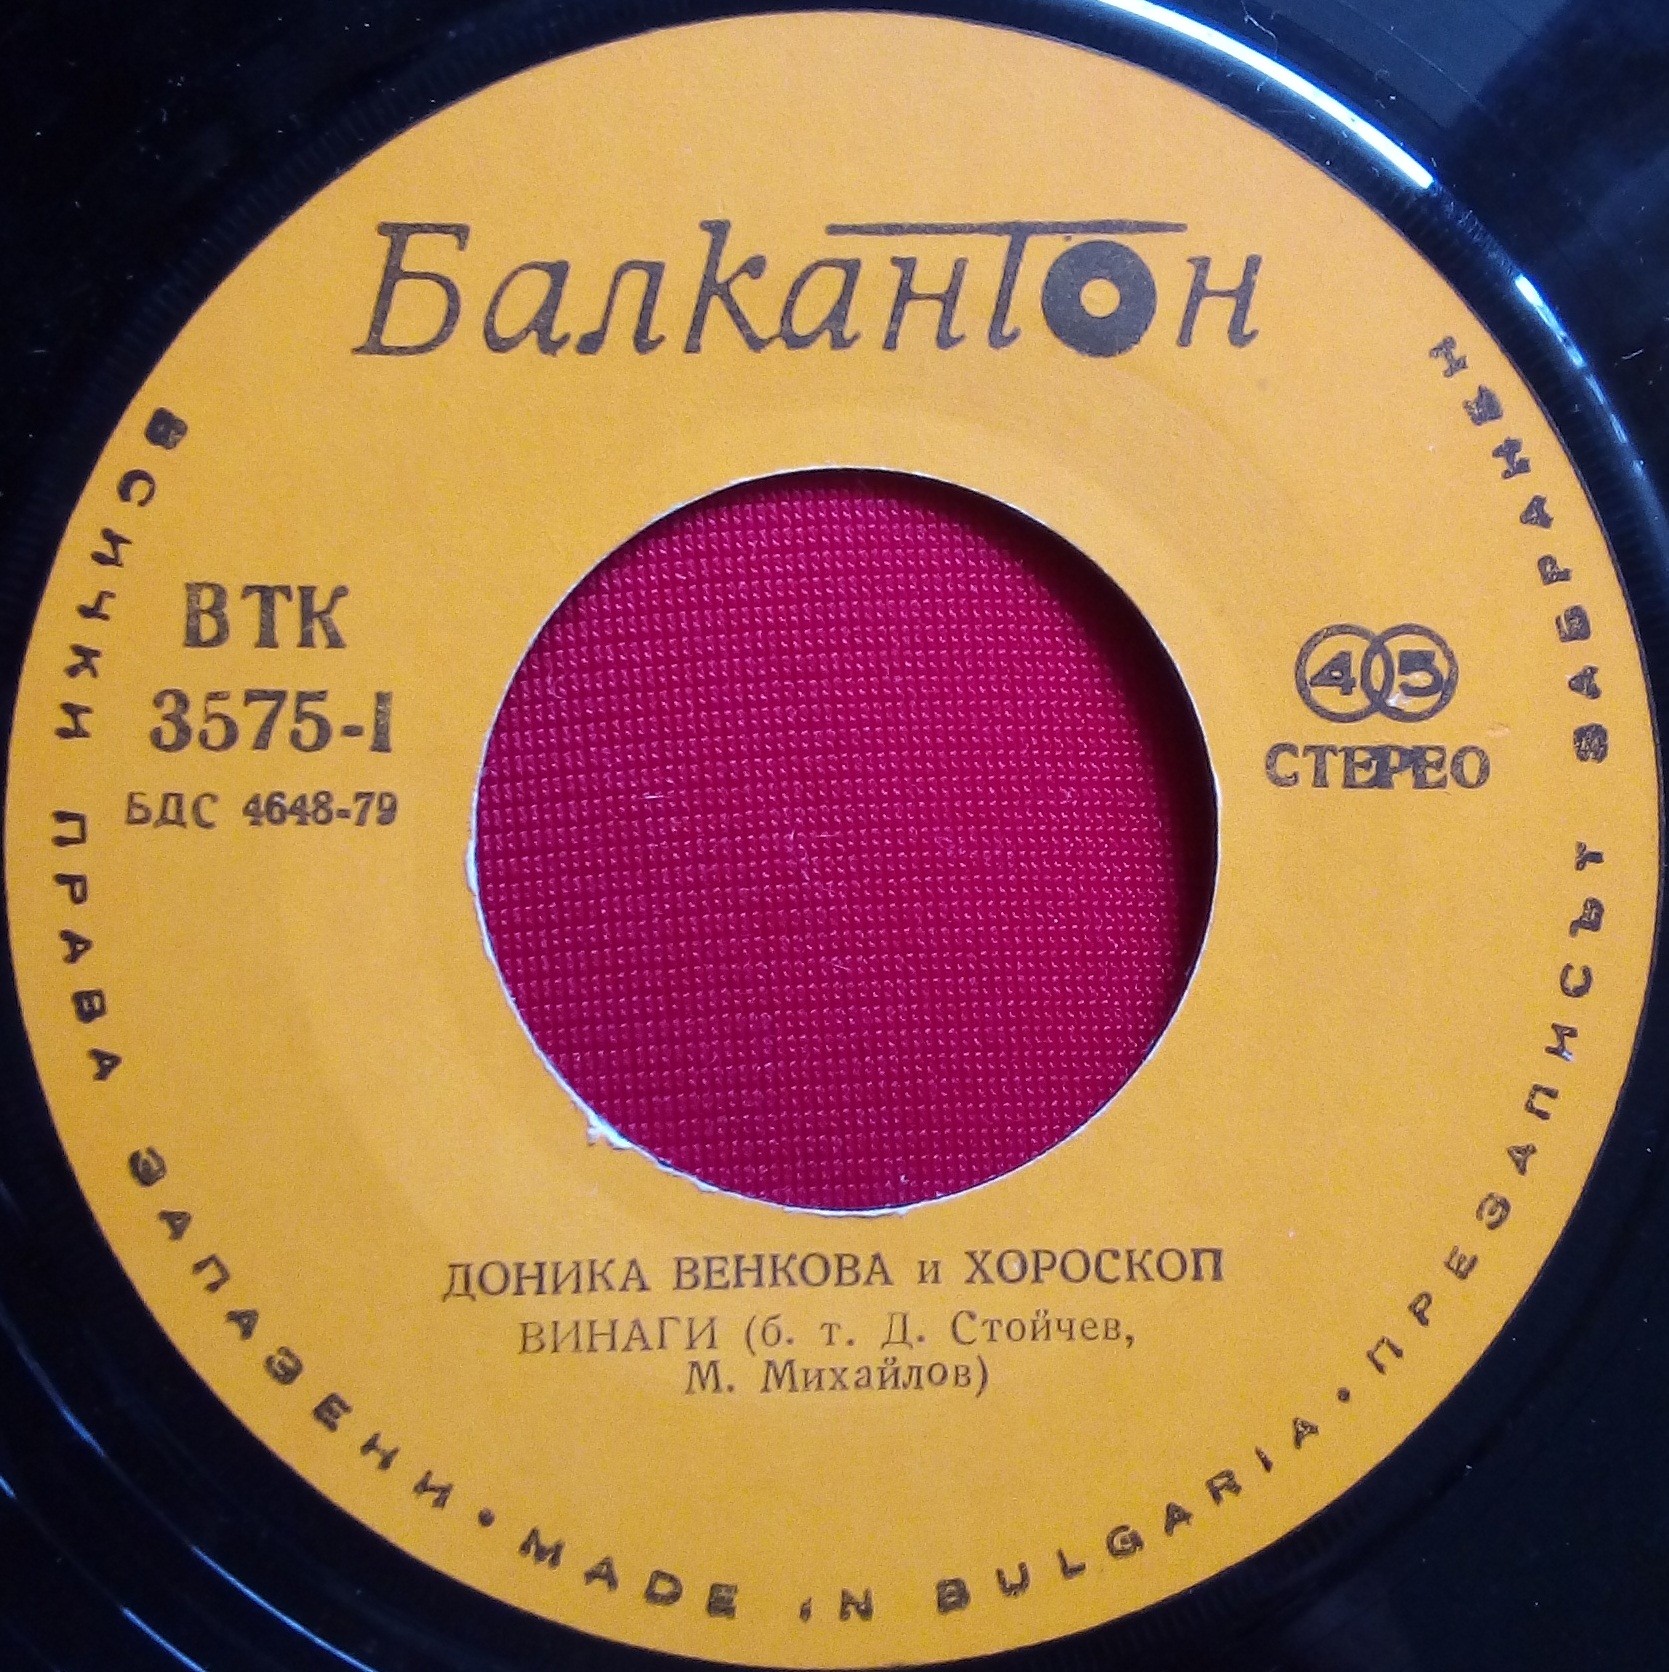 Балкантон
ВТК
3575-1
БДС 4648-79
45
СТЕРЕО
ДОНИКА ВЕНКОВА и ХОРОСКОП
ВИНАГИ (б. т. Д. Стойчев,
М. Михайлов)
ВСИЧКИ ПРАВА ЗАПАЗЕНИ • MADE IN BULGARIA • ПРЕЗАПИСЪТ ЗАБРАНЕН